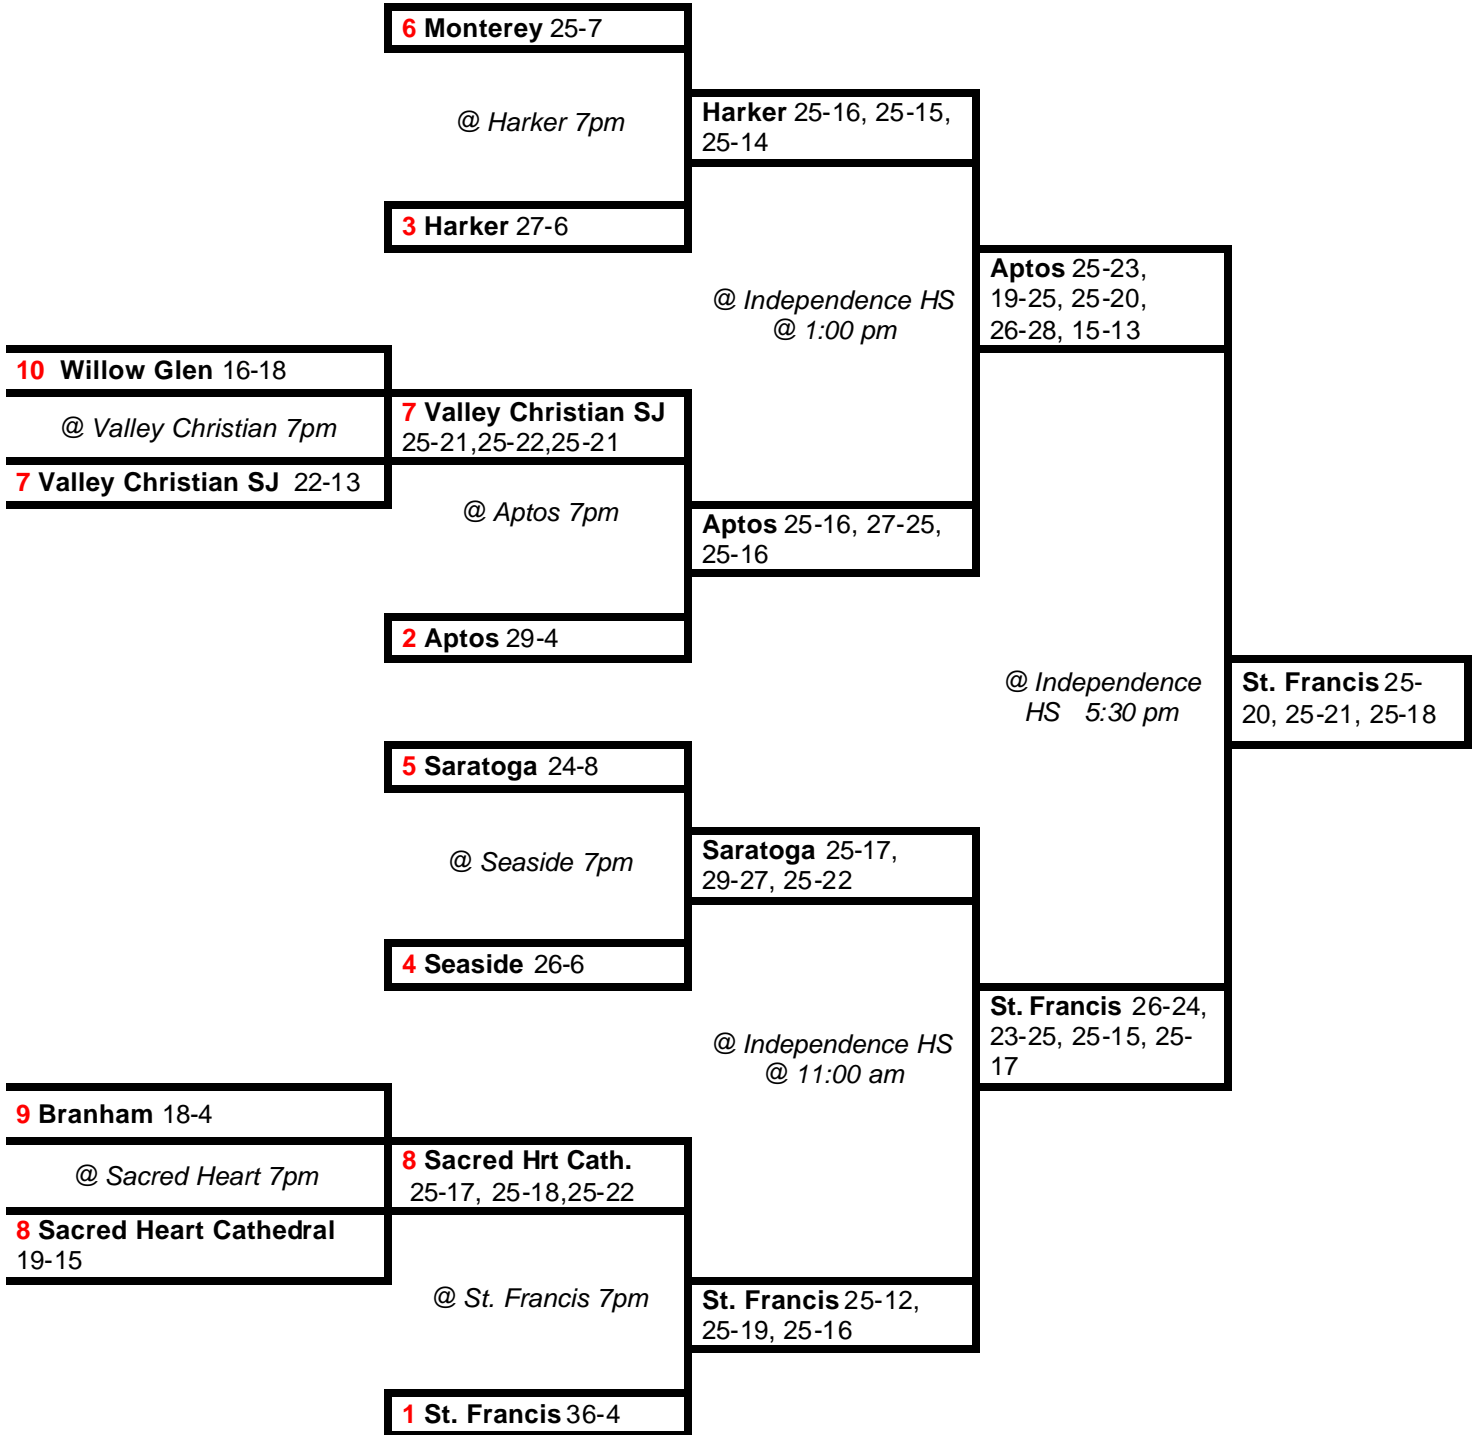 6 Monterey 25-7
@ Harker 7pm
Harker 25-16, 25-15,
25-14
3 Harker 27-6
@ Independence HS
@ 1:00 pm
Aptos 25-23,
19-25, 25-20,
26-28, 15-13
10 Willow Glen 16-18
@ Valley Christian 7pm
7 Valley Christian SJ 22-13
7 Valley Christian SJ
25-21,25-22,25-21
@ Aptos 7pm
Aptos 25-16, 27-25,
25-16
2 Aptos 29-4
@ Independence
HS 5:30 pm
St. Francis 25-
20, 25-21, 25-18
5 Saratoga 24-8
@ Seaside 7pm
Saratoga 25-17,
29-27, 25-22
4 Seaside 26-6
@ Independence HS
@ 11:00 am
St. Francis 26-24,
23-25, 25-15, 25-
17
9 Branham 18-4
@ Sacred Heart 7pm
8 Sacred Heart Cathedral
19-15
8 Sacred Hrt Cath.
25-17, 25-18,25-22
@ St. Francis 7pm
St. Francis 25-12,
25-19, 25-16
1 St. Francis 36-4